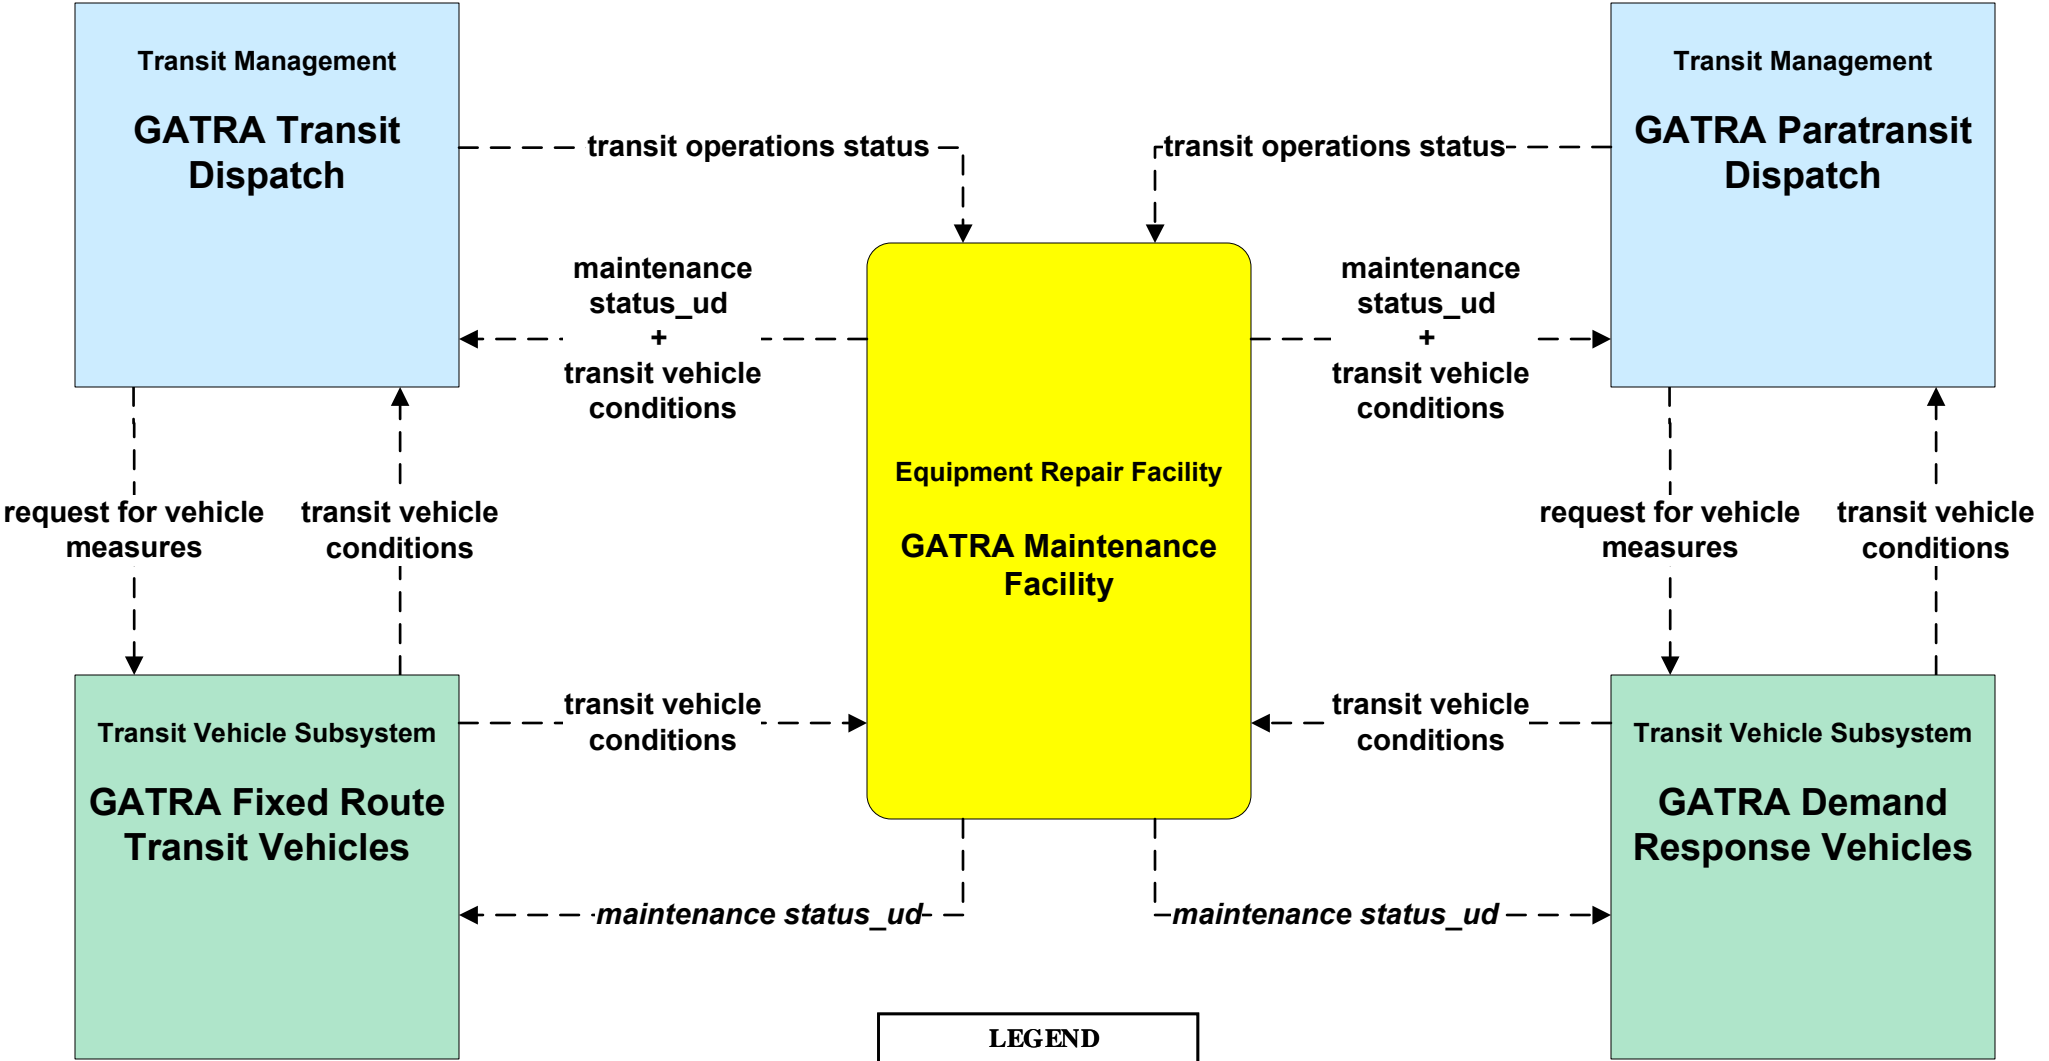 Transit Management
GATRA Transit
Dispatch
Transit Management
GATRA Paratransit
Dispatch
transit operations status
transit operations status
maintenance
status_ud
+
transit vehicle
conditions
maintenance
status_ud
+
transit vehicle
conditions
Equipment Repair Facility
GATRA Maintenance
Facility
request for vehicle
measures
transit vehicle
conditions
request for vehicle
measures
transit vehicle
conditions
Transit Vehicle Subsystem
GATRA Fixed Route
Transit Vehicles
transit vehicle
conditions
transit vehicle
conditions
Transit Vehicle Subsystem
GATRA Demand
Response Vehicles
maintenance status_ud
maintenance status_ud
LEGEND